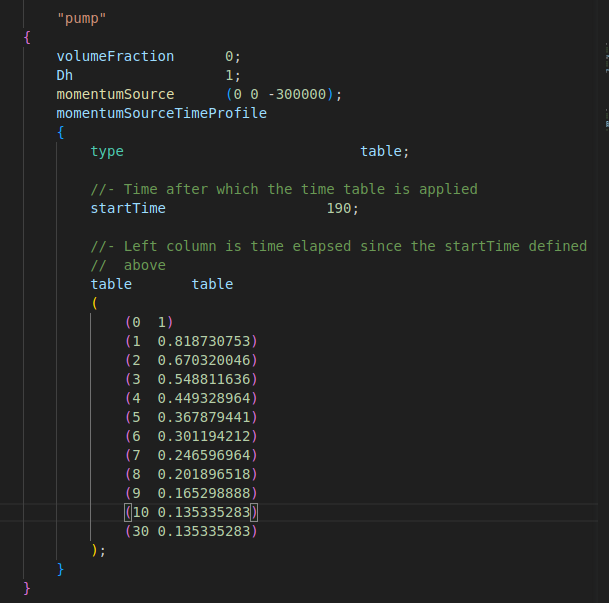 "pump"
{
volumeFraction 0;
Dh 1;
momentumSource (0 0 -300000);
momentumSourceTimeProfile
{
type table;
//- Time after which the time table is applied
startTime 190;
//- Left column is time elapsed since the startTime defined
// above
table table
(
(0 1)
(1 0.818730753)
(2 0.670320046)
(3 0.548811636)
(4 0.449328964)
(5 0.367879441)
(6 0.301194212)
(7 0.246596964)
(8 0.201896518)
(9 0.165298888)
(10 0.135335283)
(30 0.135335283)
);
}
}